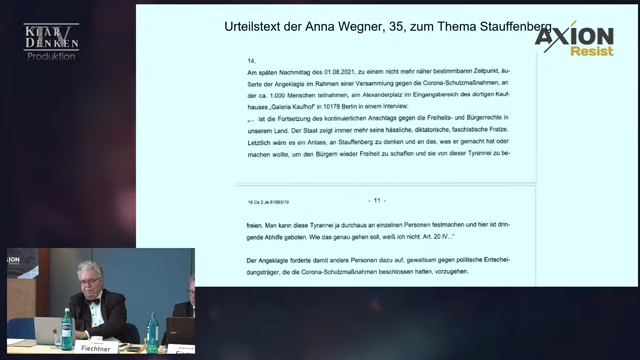 KLAR
DENKEN
TV
Produktion
Urteilstext der Anna Wegner, 35, zum Thema Stauffenberg
AXION
Resist
14.
Am späten Nachmittag des 01.08.2021, zu einem nicht mehr näher bestimmbaren Zeitpunkt, äu-
ßerte der Angeklagte im Rahmen einer Versammlung gegen die Corona-Schutzmaßnahmen, an
der ca. 1.000 Menschen teilnahmen, am Alexanderplatz im Eingangsbereich des dortigen Kauf-
hauses „Galeria Kaufhof" in 10178 Berlin in einem Interview:
„... ist die Fortsetzung des kontinuierlichen Anschlags gegen die Freiheits- und Bürgerrechte in
unserem Land. Der Staat zeigt immer mehr seine hässliche, diktatorische, faschistische Fratze.
Letztlich wäre es ein Anlass, an Stauffenberg zu denken und an das, was er gemacht hat oder
machen wollte, um den Bürgern wieder Freiheit zu schaffen und sie von dieser Tyrannei zu be-
- 11 -
freien. Man kann diese Tyrannei ja durchaus an einzelnen Personen festmachen und hier ist drin-
gende Abhilfe geboten. Wie das genau gehen soll, weiß ich nicht. Art. 20 IV..."
Der Angeklagte forderte damit andere Personen dazu auf, gewaltsam gegen politische Entschei-
dungsträger, die die Corona-Schutzmaßnahmen beschlossen hatten, vorzugehen.
Fiechtner